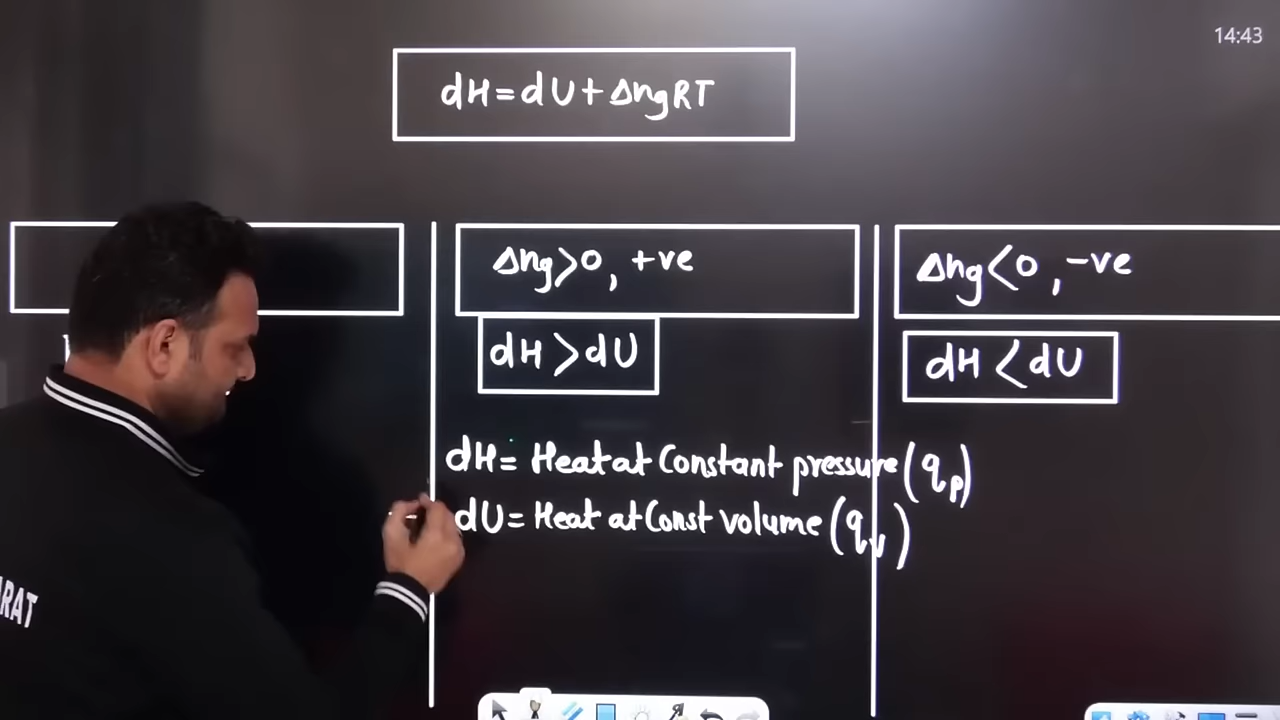 14:43
dH=dU+ΔngRT
Δng>0, +ve
Δng<0, -ve
dH>dU
dH<dU
dH= Heat at Constant pressure (qp)
dU= Heat at Const volume (qv)
RAT